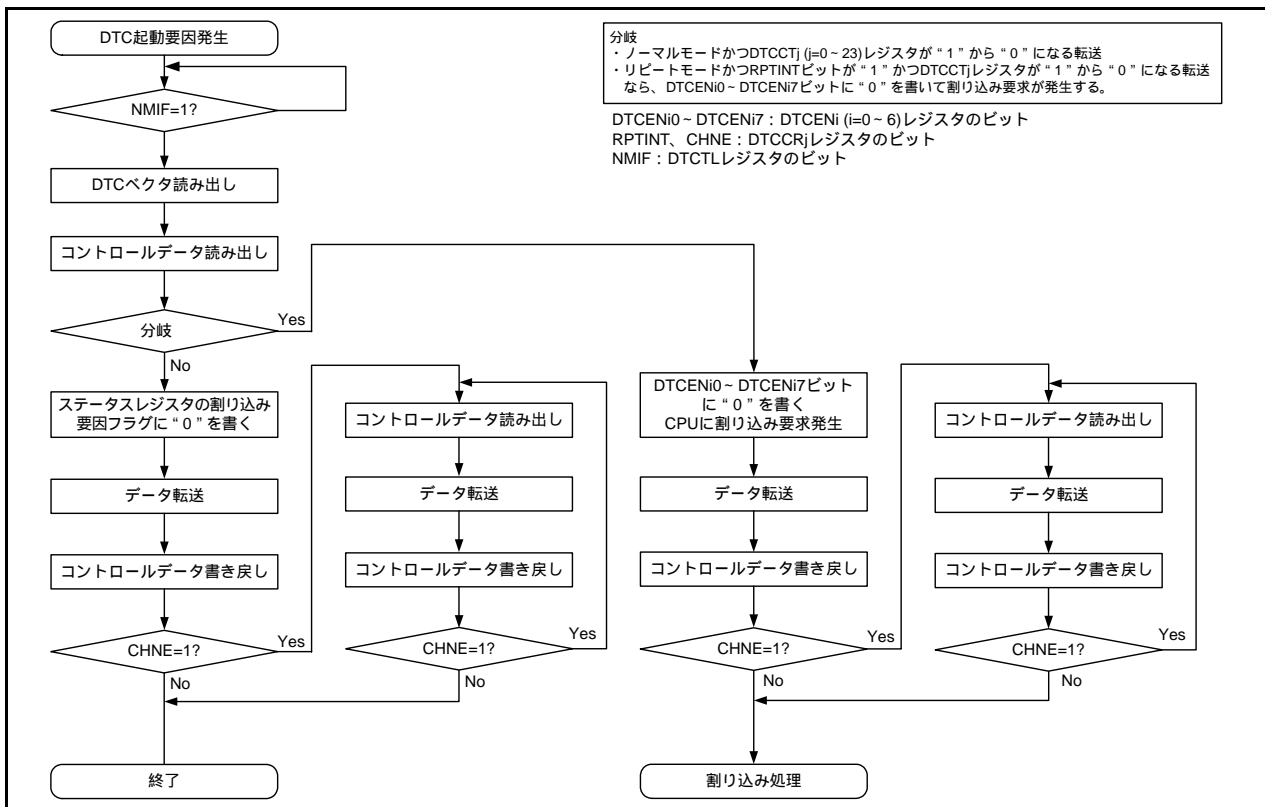 DTC起動要因発生
NMIF=1?
DTCベクタ読み出し
コントロールデータ読み出し
分岐
Yes
No
ステータスレジスタの割り込み
要因フラグに“0”を書く
データ転送
コントロールデータ書き戻し
CHNE=1?
Yes
No
終了
コントロールデータ読み出し
データ転送
コントロールデータ書き戻し
CHNE=1?
Yes
No
分岐
・ノーマルモードかつDTCCTj (j=0~23)レジスタが“1”から“0”になる転送
・リピートモードかつRPTINTビットが“1”かつDTCCTjレジスタが“1”から“0”になる転送
なら、DTCENi0~DTCENi7ビットに“0”を書いて割り込み要求が発生する。
DTCENi0~DTCENi7:DTCENi (i=0~6)レジスタのビット
RPTINT、CHNE:DTCCRjレジスタのビット
NMIF:DTCTLレジスタのビット
DTCENi0~DTCENi7ビット
に“0”を書く
CPUに割り込み要求発生
データ転送
コントロールデータ書き戻し
CHNE=1?
Yes
No
割り込み処理
コントロールデータ読み出し
データ転送
コントロールデータ書き戻し
CHNE=1?
Yes
No